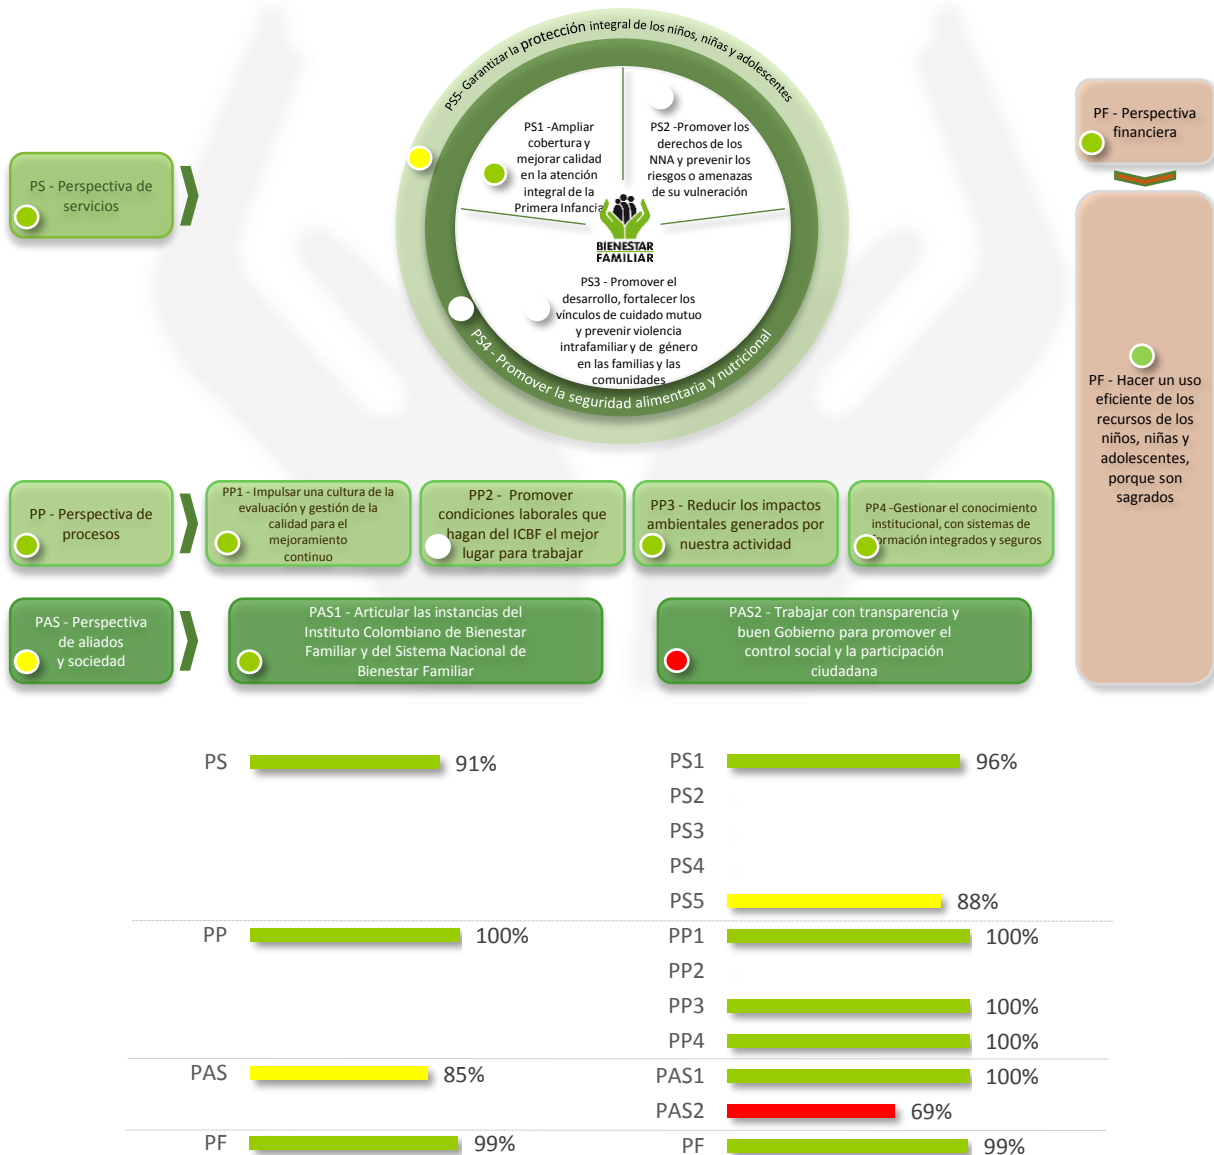 PS5- Garantizar la protección integral de los niños, niñas y adolescentes
PS1 -Ampliar
cobertura y
mejorar calidad
en la atención
integral de la
Primera Infancia
PS2 -Promover los
derechos de los
NNA y prevenir los
riesgos o amenazas
de su vulneración
BIENESTAR
FAMILIAR
PS3 - Promover el
desarrollo, fortalecer los
vínculos de cuidado mutuo
y prevenir violencia
intrafamiliar y de género
en las familias y las
comunidades
PS4 - Promover la seguridad alimentaria y nutricional
PS - Perspectiva de
servicios
PF - Perspectiva
financiera
PF - Hacer un uso
eficiente de los
recursos de los
niños, niñas y
adolescentes,
porque son
sagrados
PP - Perspectiva de
procesos
PP1 - Impulsar una cultura de la
evaluación y gestión de la
calidad para el
mejoramiento
continuo
PP2 - Promover
condiciones laborales que
hagan del ICBF el mejor
lugar para trabajar
PP3 - Reducir los impactos
ambientales generados por
nuestra actividad
PP4 -Gestionar el conocimiento
institucional, con sistemas de
formación integrados y seguros
PAS - Perspectiva
de aliados
y sociedad
PAS1 - Articular las instancias del
Instituto Colombiano de Bienestar
Familiar y del Sistema Nacional de
Bienestar Familiar
PAS2 - Trabajar con transparencia y
buen Gobierno para promover el
control social y la participación
ciudadana
PS 91%
PS1 96%
PS2
PS3
PS4
PS5 88%
PP 100%
PP1 100%
PP2
PP3 100%
PP4 100%
PAS 85%
PAS1 100%
PAS2 69%
PF 99%
PF 99%